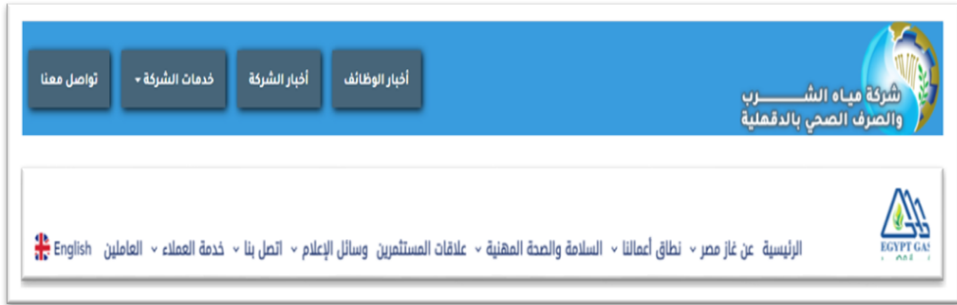 شركة مياه الشـــــرب
والصرف الصحي بالدقهلية
أخبار الوظائف
أخبار الشركة
خدمات الشركة
تواصل معنا
EGYPT GAS
الرئيسية عن غاز مصر نطاق أعمالنا السلامة والصحة المهنية علاقات المستثمرين وسائل الإعلام اتصل بنا خدمة العملاء العاملين English